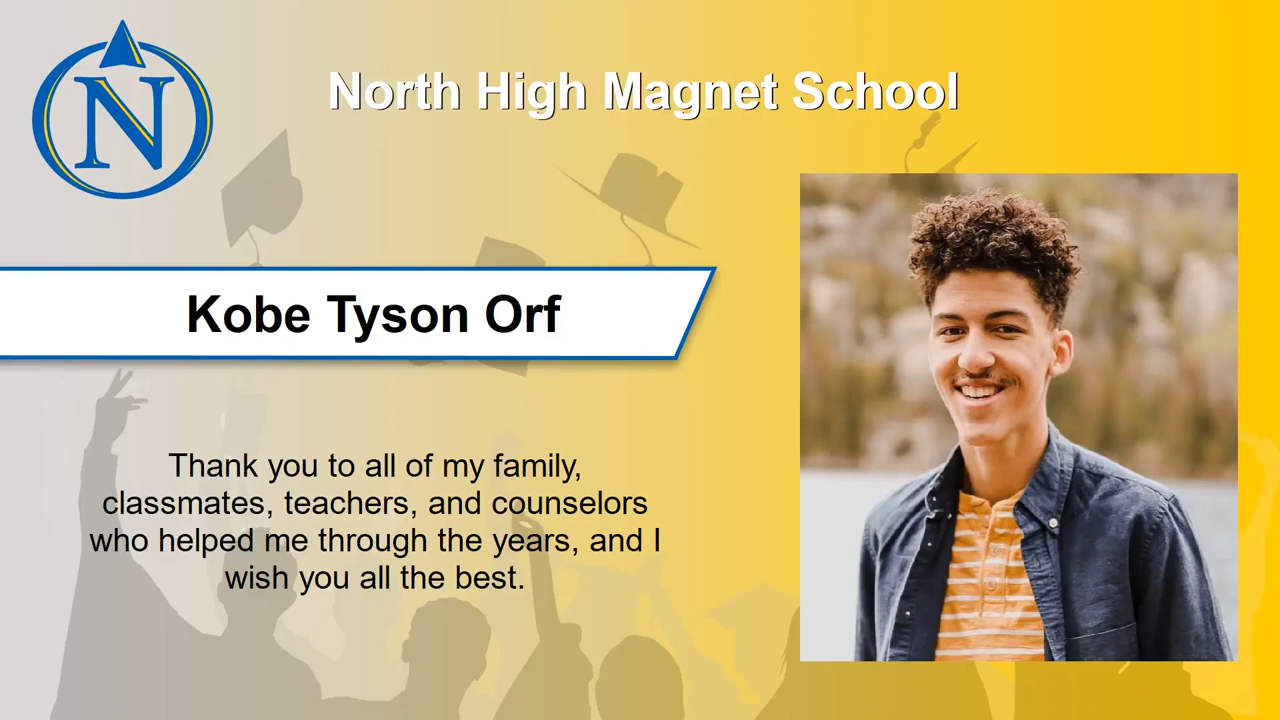 N
North High Magnet School
Kobe Tyson Orf
Thank you to all of my family,
classmates, teachers, and counselors
who helped me through the years, and I
wish you all the best.